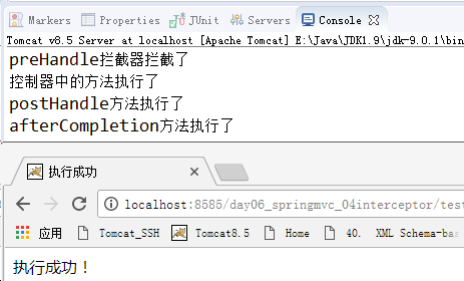 Markers Properties JUnit Servers Console
Tomcat v8.5 Server at localhost [Apache Tomcat] E:\Java\JDK1.9\jdk-9.0.1\bin
preHandle拦截器拦截了
控制器中的方法执行了
postHandle方法执行了
afterCompletion方法执行了
执行成功
localhost:8585/day06_springmvc_04interceptor/test
应用 Tomcat_SSH Tomcat8.5 Home 40. XML Schema-bas
执行成功！